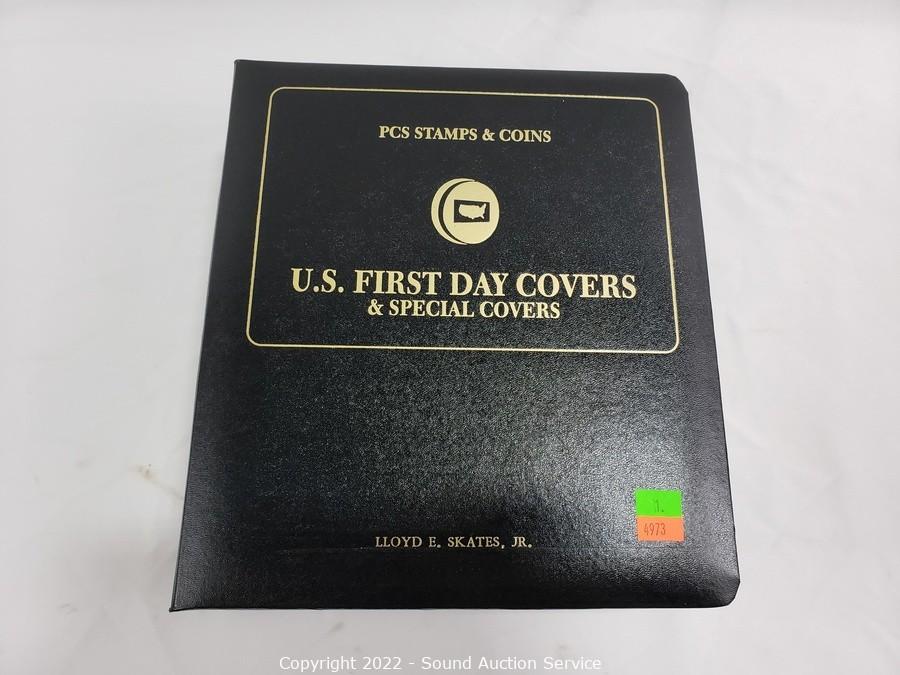 PCS STAMPS & COINS
U.S. FIRST DAY COVERS
& SPECIAL COVERS
LLOYD E. SKATES, JR.
4973
Copyright 2022 - Sound Auction Service